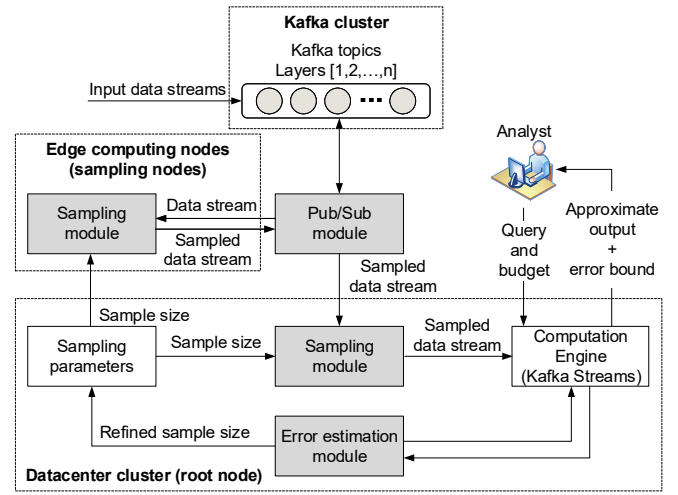 Kafka cluster
Kafka topics
Layers [1,2,...,n]
Input data streams
Edge computing nodes
(sampling nodes)
Analyst
Sampling
module
Data stream
Sampled
data stream
Pub/Sub
module
Query
and
budget
Approximate
output
+
error bound
Sampled
data stream
Sample size
Sampling
parameters
Sample size
Sampling
module
Sampled
data stream
Computation
Engine
(Kafka Streams)
Refined sample size
Error estimation
module
Datacenter cluster (root node)